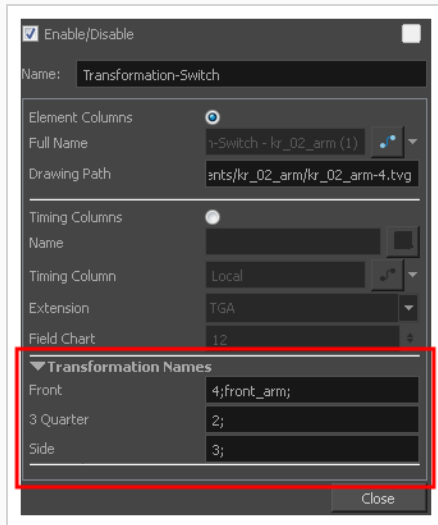 Enable/Disable
Name: Transformation-Switch
Element Columns
Full Name n-Switch - kr_02_arm (1)
Drawing Path ents/kr_02_arm/kr_02_arm-4.tvg
Timing Columns
Name
Timing Column Local
Extension TGA
Field Chart 12
Transformation Names
Front 4;front_arm;
3 Quarter 2;
Side 3;
Close